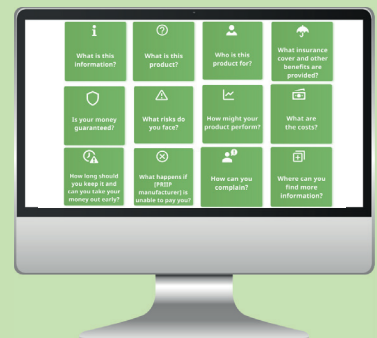 What is this
information?
What is this
product?
Who is this
product for?
What insurance
cover and other
benefits are
provided?
Is your money
guaranteed?
What risks do
you face?
How might your
product perform?
What are
the costs?
How long should
you keep it and
can you take your
money out early?
What happens if
[PRIIP
manufacturer] is
unable to pay you?
How can you
complain?
Where can you
find more
information?